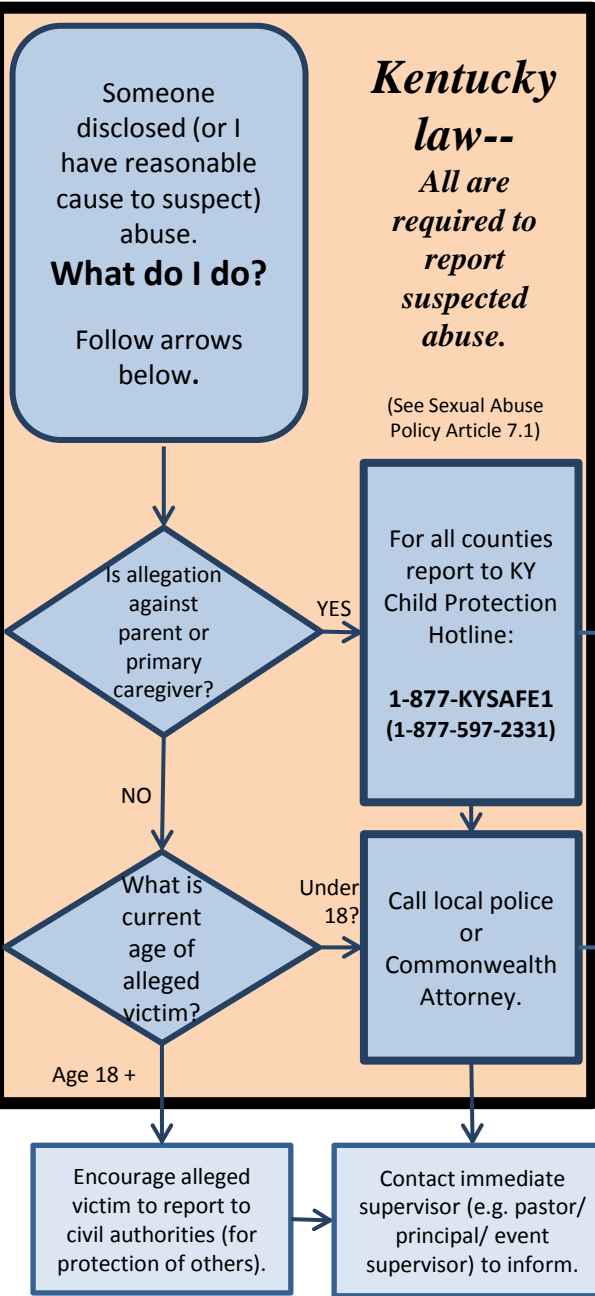 Someone
disclosed (or I
have reasonable
cause to suspect)
abuse.
What do I do?
Follow arrows
below.
Kentucky
law--
All are
required to
report
suspected
abuse.
(See Sexual Abuse
Policy Article 7.1)
Is allegation
against
parent or
primary
caregiver?
YES
For all counties
report to KY
Child Protection
Hotline:
1-877-KYSAFE1
(1-877-597-2331)
NO
What is
current
age of
alleged
victim?
Under
18?
Call local police
or
Commonwealth
Attorney.
Age 18 +
Encourage alleged
victim to report to
civil authorities (for
protection of others).
Contact immediate
supervisor (e.g. pastor/
principal/ event
supervisor) to inform.